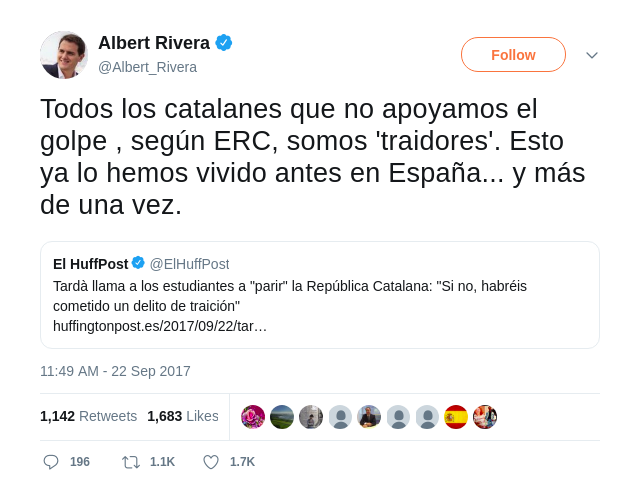 Albert Rivera
@Albert_Rivera
Follow
Todos los catalanes que no apoyamos el
golpe , según ERC, somos 'traidores'. Esto
ya lo hemos vivido antes en España... y más
de una vez.
El HuffPost @ElHuffPost
Tardà llama a los estudiantes a "parir" la República Catalana: "Si no, habréis
cometido un delito de traición"
huffingtonpost.es/2017/09/22/tar…
11:49 AM - 22 Sep 2017
1,142 Retweets 1,683 Likes
196 1.1K 1.7K